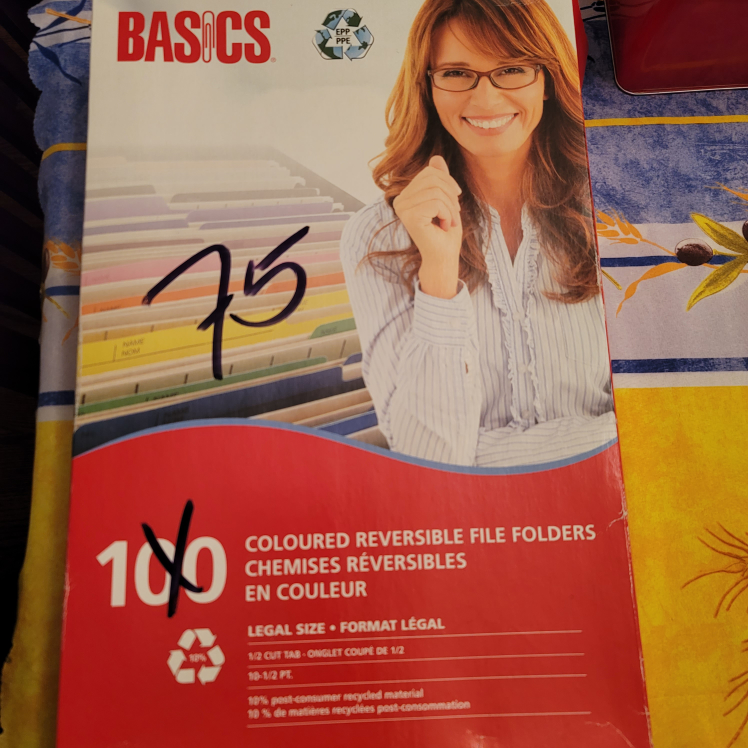 BASICS
EPP
PPE
75
NAME
NOM
100
COLOURED REVERSIBLE FILE FOLDERS
CHEMISES RÉVERSIBLES
EN COULEUR
LEGAL SIZE • FORMAT LÉGAL
1/2 CUT TAB - ONGLET COUPÉ DE 1/2
10-1/2 PT.
10%
10% post-consumer recycled material
10 % de matières recyclées post-consommation